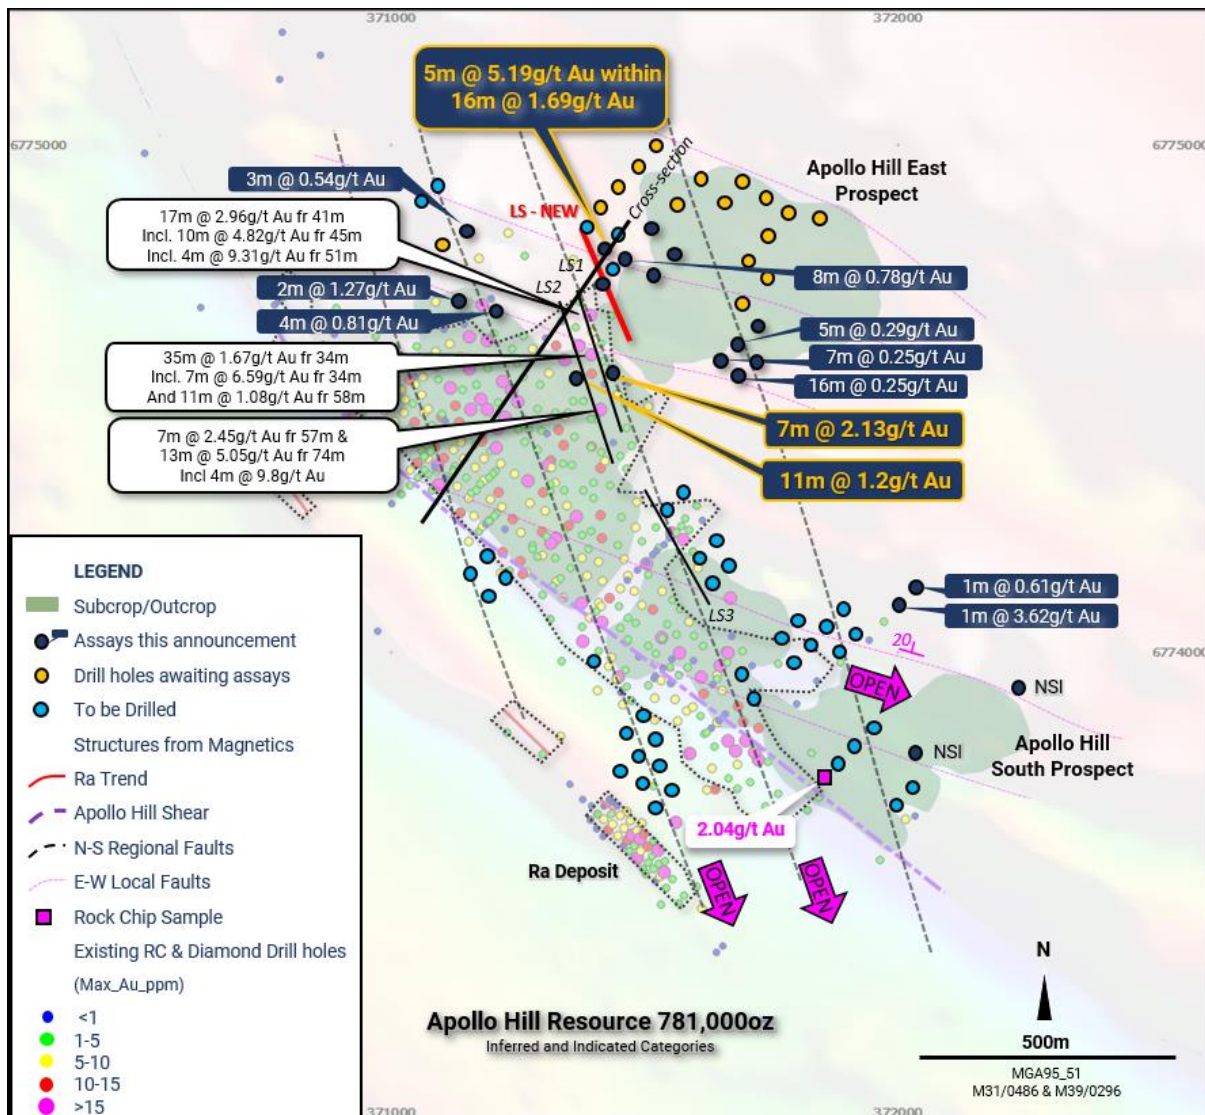 371000
372000
5m @ 5.19g/t Au within
16m @ 1.69g/t Au
6775000
6775000
Cross-section
Apollo Hill East
Prospect
3m @ 0.54g/t Au
LS - NEW
17m @ 2.96g/t Au fr 41m
Incl. 10m @ 4.82g/t Au fr 45m
Incl. 4m @ 9.31g/t Au fr 51m
LS1
LS2
8m @ 0.78g/t Au
2m @ 1.27g/t Au
4m @ 0.81g/t Au
5m @ 0.29g/t Au
7m @ 0.25g/t Au
16m @ 0.25g/t Au
35m @ 1.67g/t Au fr 34m
Incl. 7m @ 6.59g/t Au fr 34m
And 11m @ 1.08g/t Au fr 58m
7m @ 2.13g/t Au
7m @ 2.45g/t Au fr 57m &
13m @ 5.05g/t Au fr 74m
Incl 4m @ 9.8g/t Au
11m @ 1.2g/t Au
1m @ 0.61g/t Au
1m @ 3.62g/t Au
LS3
20
6774000
OPEN
NSI
NSI
Apollo Hill
South Prospect
2.04g/t Au
Ra Deposit
OPEN
OPEN
LEGEND
Subcrop/Outcrop
Assays this announcement
Drill holes awaiting assays
To be Drilled
Structures from Magnetics
Ra Trend
Apollo Hill Shear
N-S Regional Faults
E-W Local Faults
Rock Chip Sample
Existing RC & Diamond Drill holes
(Max_Au_ppm)
<1
1-5
5-10
10-15
>15
Apollo Hill Resource 781,000oz
Inferred and Indicated Categories
N
500m
MGA95_51
M31/0486 & M39/0296
371000
372000